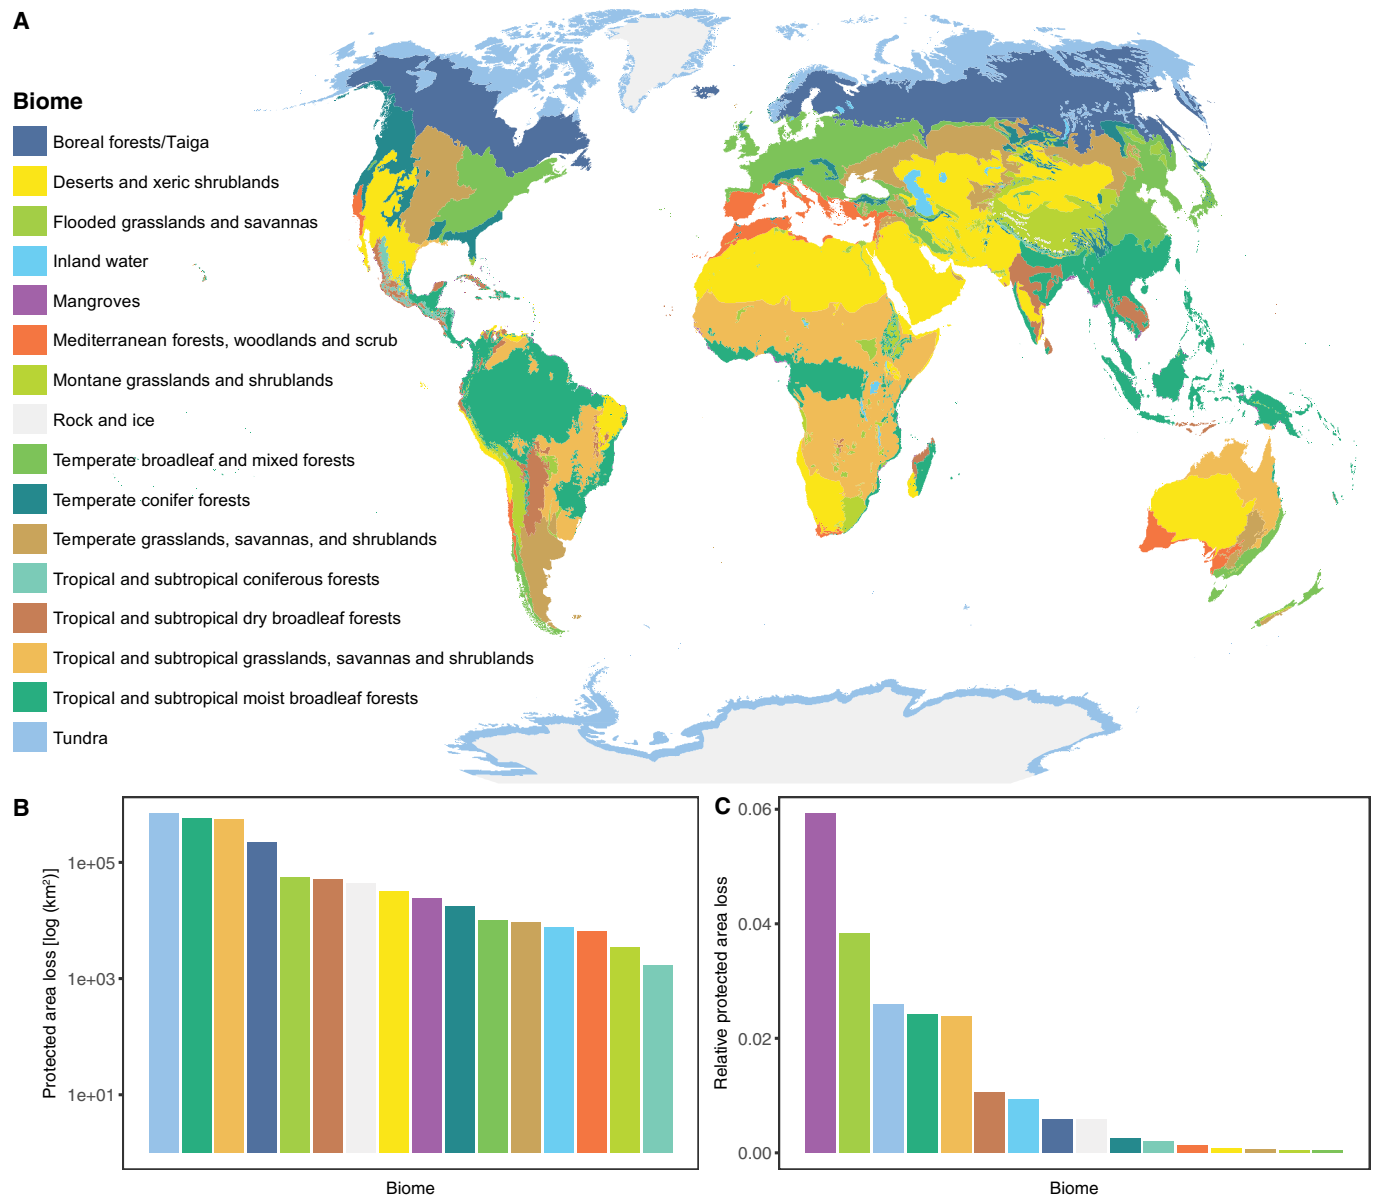 A
Biome
Boreal forests/Taiga
Deserts and xeric shrublands
Flooded grasslands and savannas
Inland water
Mangroves
Mediterranean forests, woodlands and scrub
Montane grasslands and shrublands
Rock and ice
Temperate broadleaf and mixed forests
Temperate conifer forests
Temperate grasslands, savannas, and shrublands
Tropical and subtropical coniferous forests
Tropical and subtropical dry broadleaf forests
Tropical and subtropical grasslands, savannas and shrublands
Tropical and subtropical moist broadleaf forests
Tundra
B
Protected area loss [log (km²)]
1e+05
1e+03
1e+01
Biome
C
Relative protected area loss
0.06
0.04
0.02
0.00
Biome